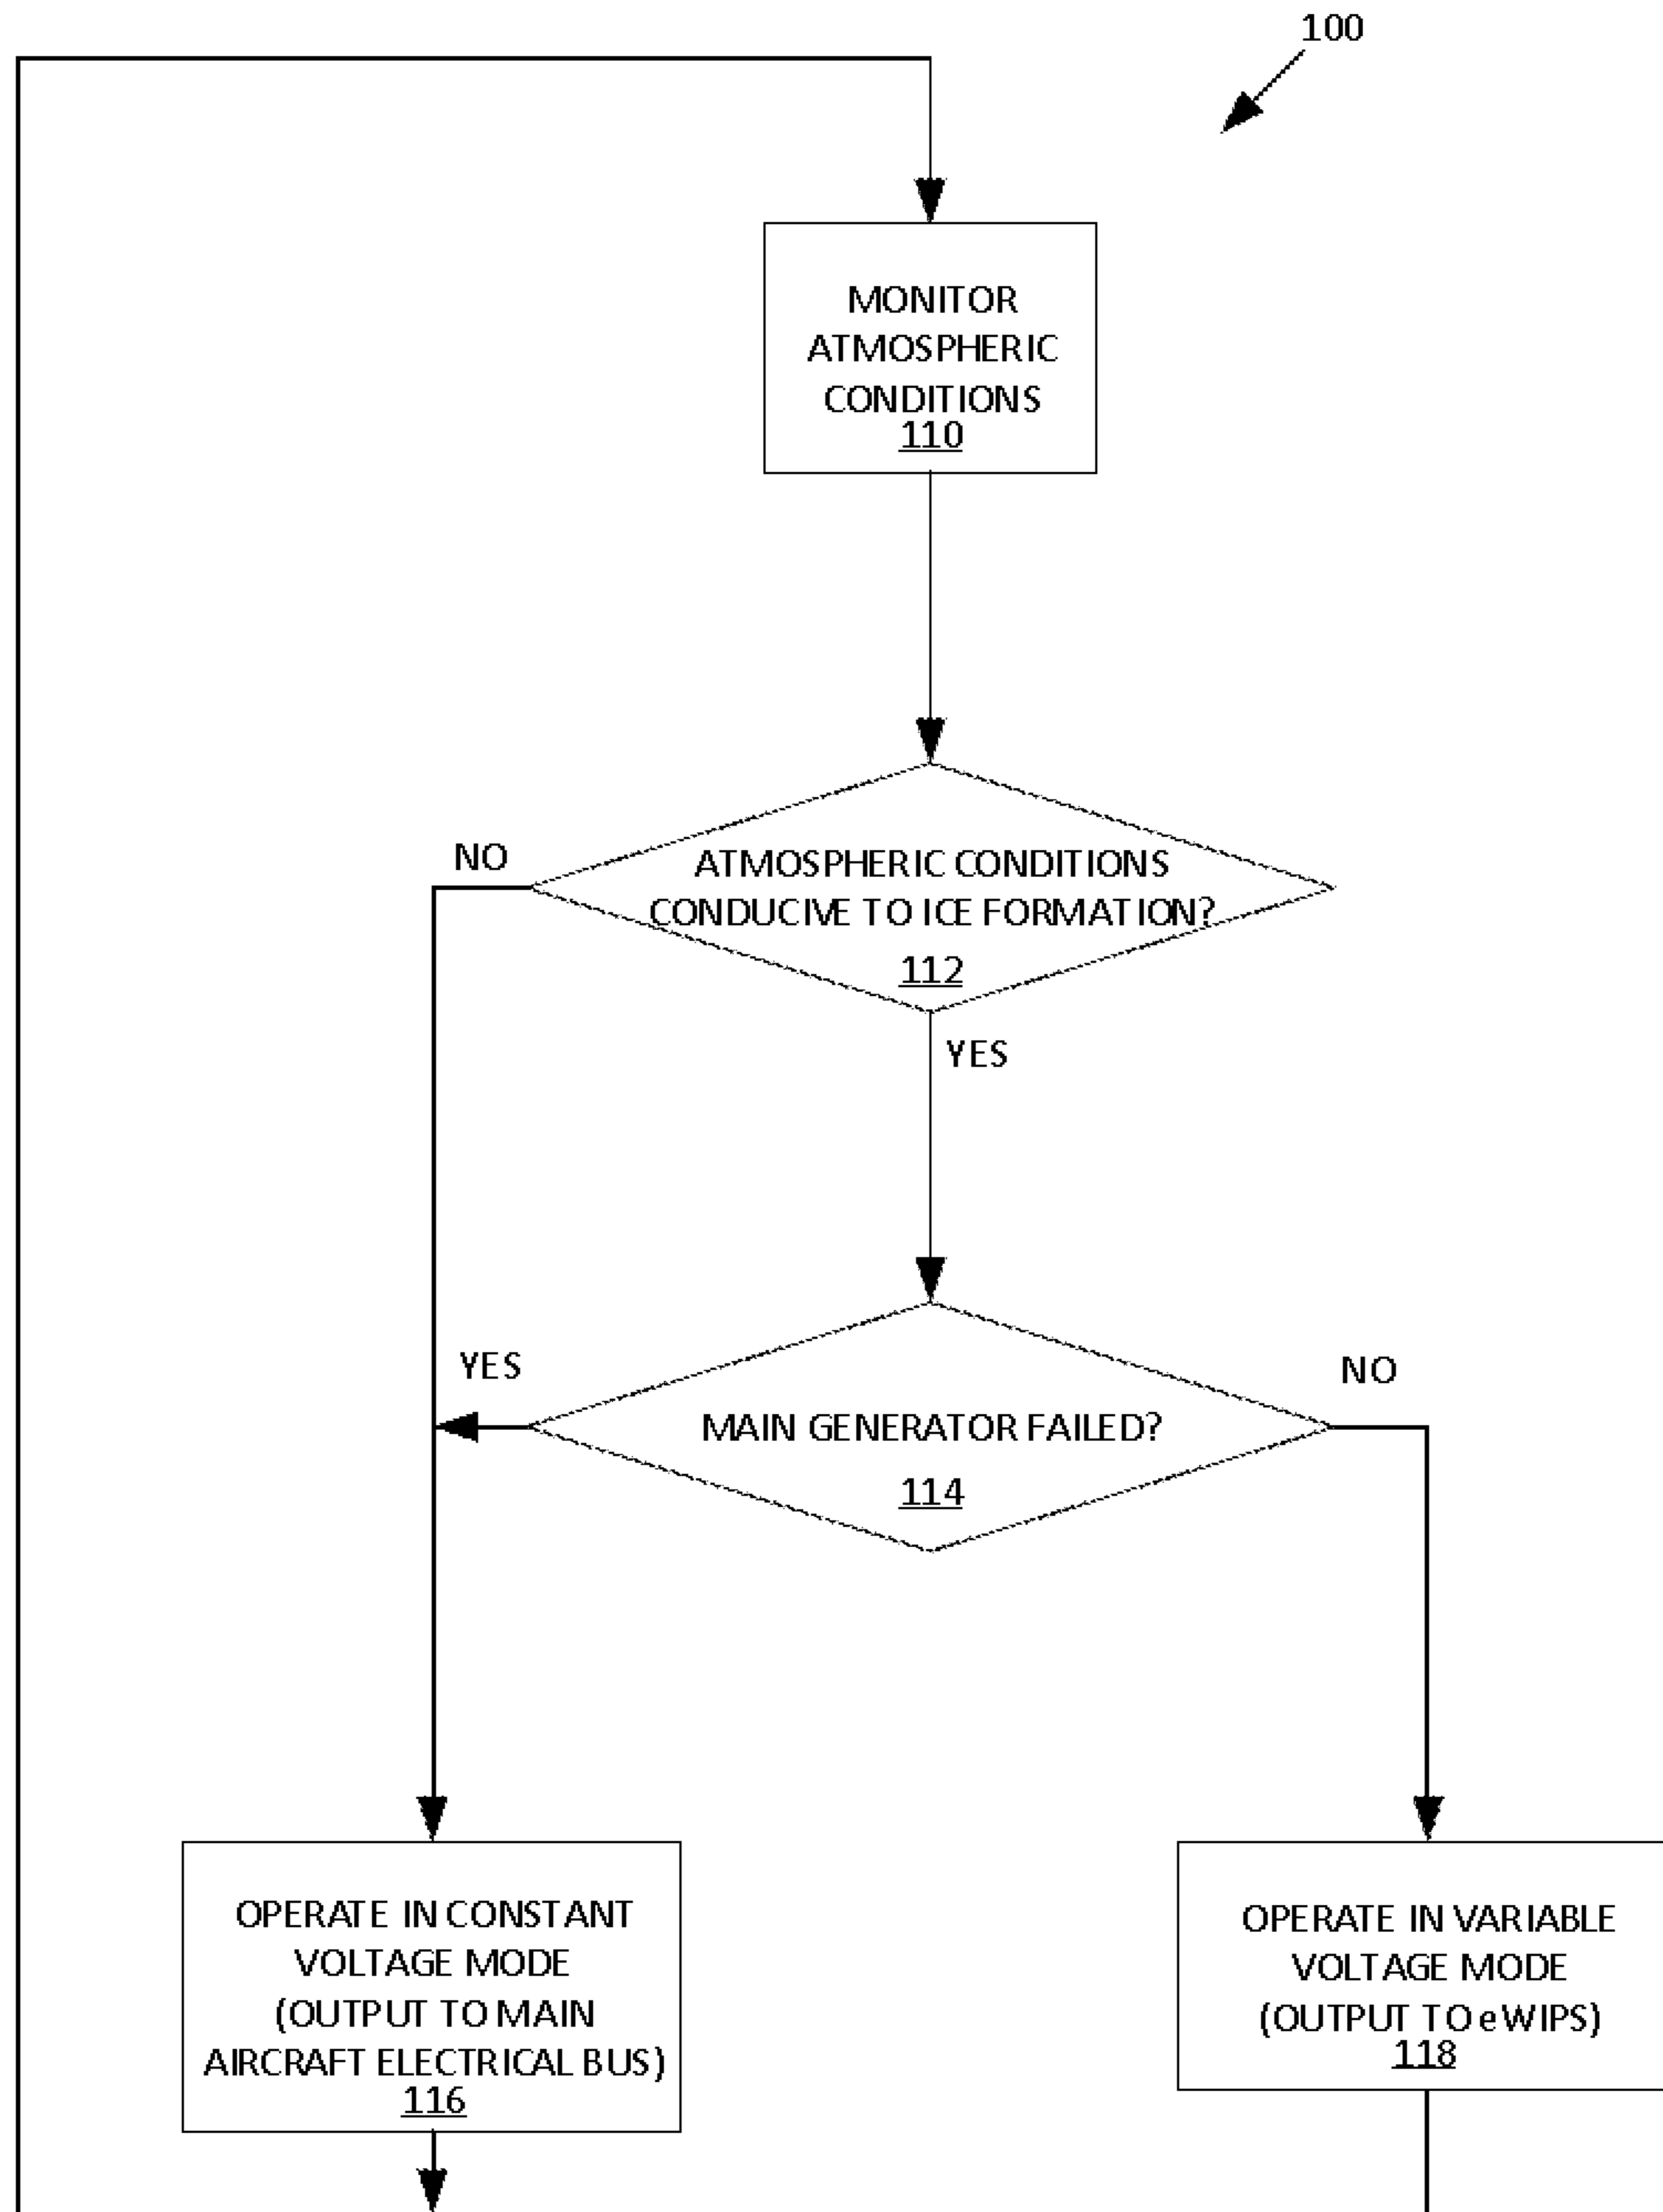 100
MONITOR
ATMOSPHERIC
CONDITIONS
110
NO
ATMOSPHERIC CONDITIONS
CONDUCIVE TO ICE FORMATION?
112
YES
YES
NO
MAIN GENERATOR FAILED?
114
OPERATE IN CONSTANT
VOLTAGE MODE
(OUTPUT TO MAIN
AIRCRAFT ELECTRICAL BUS)
116
OPERATE IN VARIABLE
VOLTAGE MODE
(OUTPUT TO eWIPS)
118